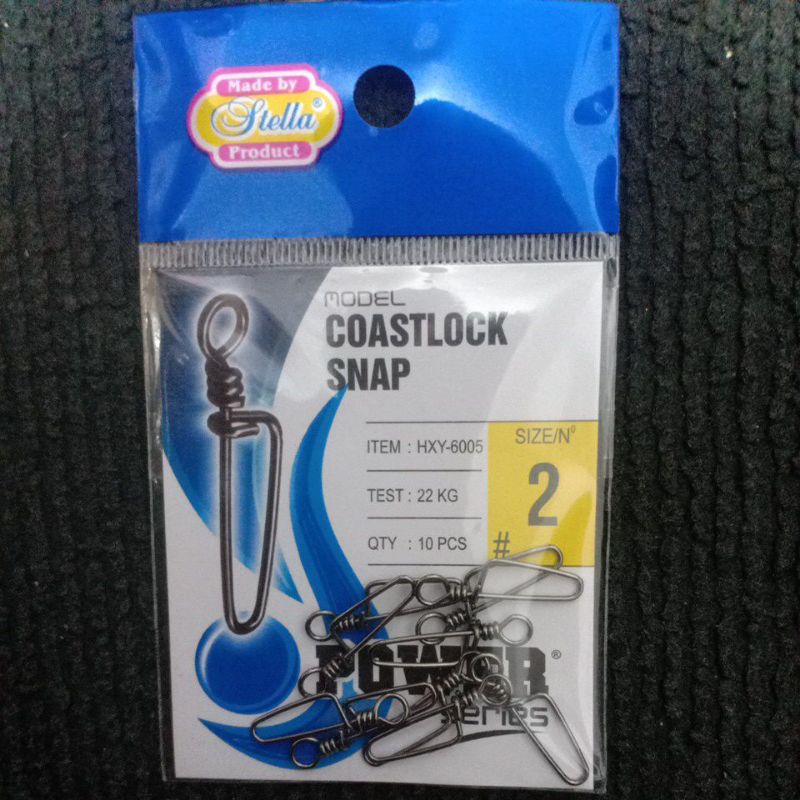 Made by
Stella®
Product
MODEL
COASTLOCK
SNAP
ITEM : HXY-6005
TEST : 22 KG
QTY : 10 PCS
SIZE/Nº
# 2
POWER®
series